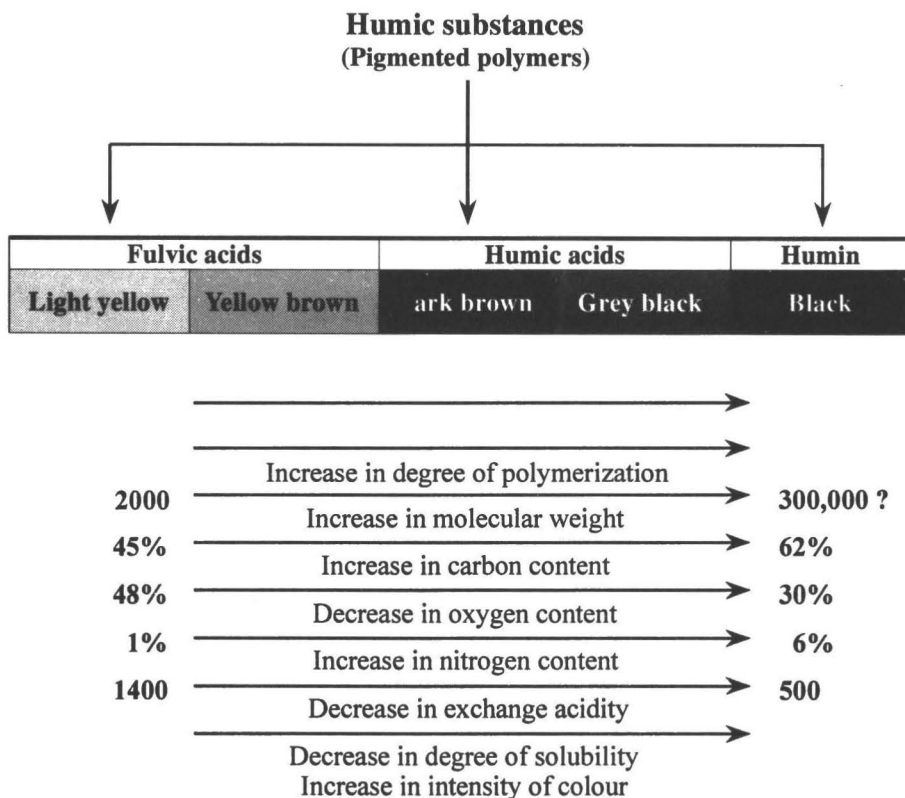 Humic substances
(Pigmented polymers)
Fulvic acids Humic acids Humin
Light yellow Yellow brown ark brown Grey black Black
Increase in degree of polymerization
2000 300,000 ?
Increase in molecular weight
45% 62%
Increase in carbon content
48% 30%
Decrease in oxygen content
1% 6%
Increase in nitrogen content
1400 500
Decrease in exchange acidity
Decrease in degree of solubility
Increase in intensity of colour